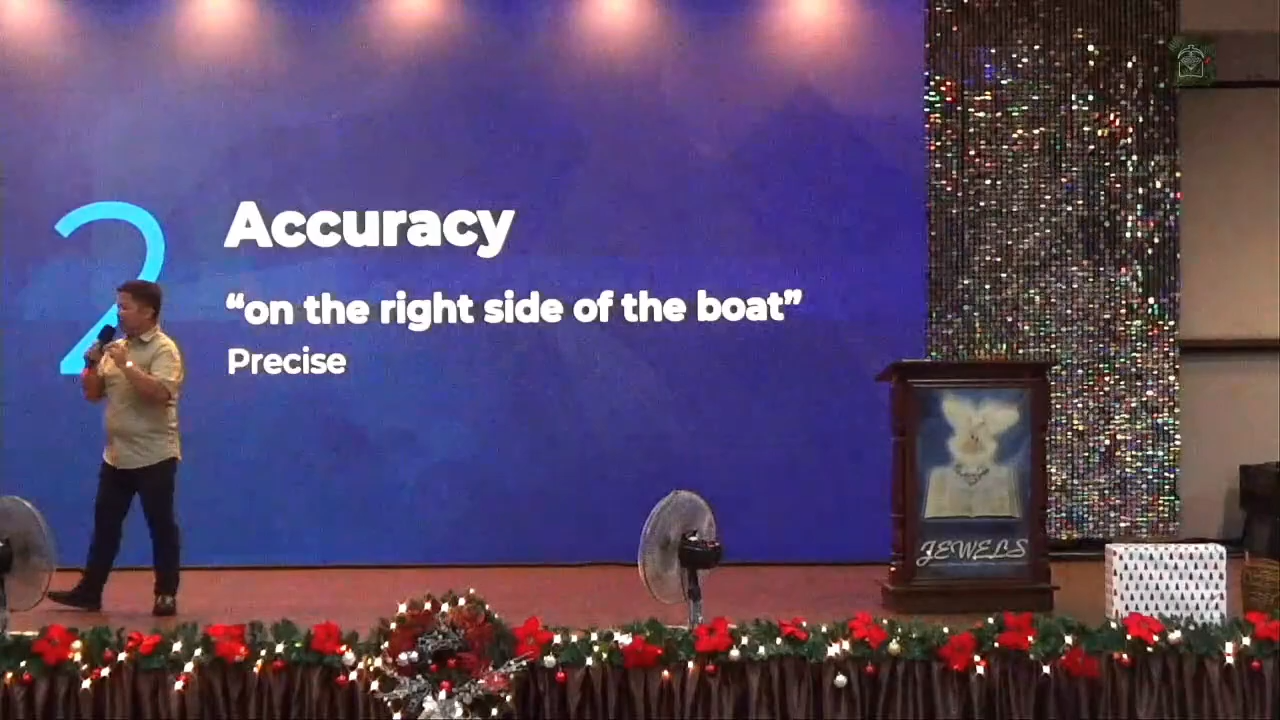 2
Accuracy
“on the right side of the boat”
Precise
JEWELS